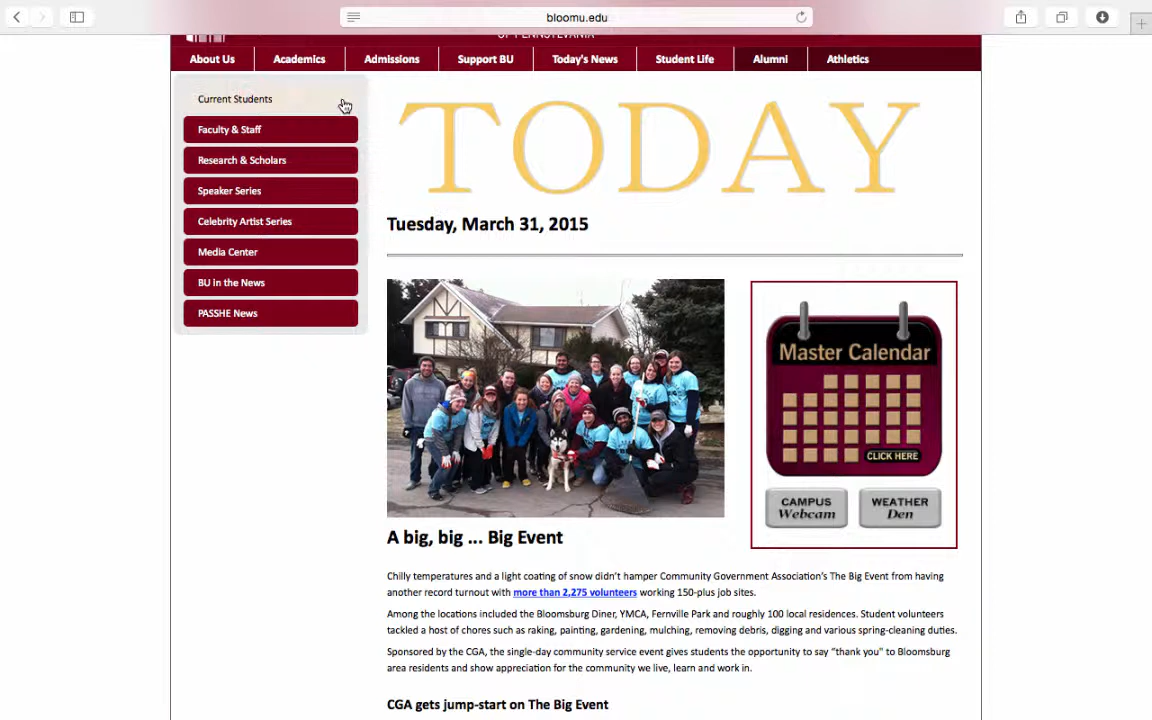 bloomu.edu
OF PENNSYLVANIA
About Us Academics Admissions Support BU Today's News Student Life Alumni Athletics
Current Students
Faculty & Staff
Research & Scholars
Speaker Series
Celebrity Artist Series
Media Center
BU in the News
PASSHE News
TODAY
Tuesday, March 31, 2015
Master Calendar
CLICK HERE
CAMPUS
Webcam
WEATHER
Den
A big, big ... Big Event
Chilly temperatures and a light coating of snow didn't hamper Community Government Association's The Big Event from having
another record turnout with more than 2,275 volunteers working 150-plus job sites.
Among the locations included the Bloomsburg Diner, YMCA, Fernville Park and roughly 100 local residences. Student volunteers
tackled a host of chores such as raking, painting, gardening, mulching, removing debris, digging and various spring-cleaning duties.
Sponsored by the CGA, the single-day community service event gives students the opportunity to say "thank you" to Bloomsburg
area residents and show appreciation for the community we live, learn and work in.
CGA gets jump-start on The Big Event